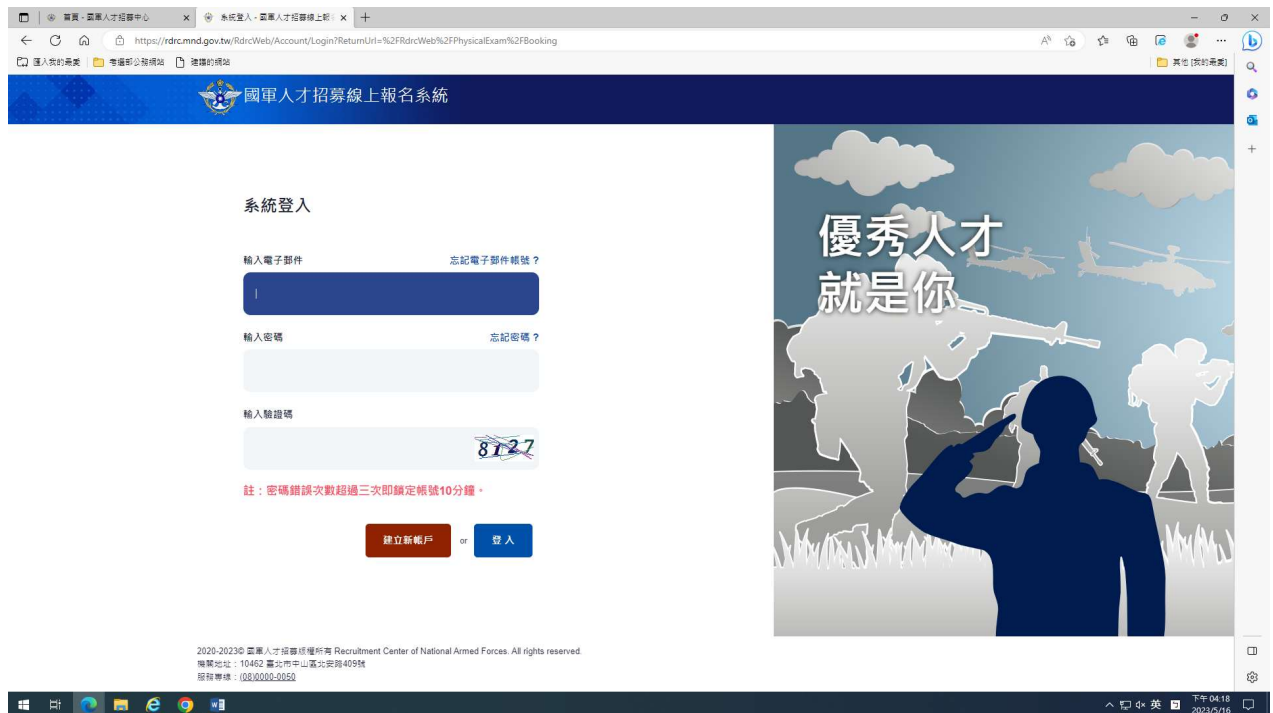 首頁 - 國軍人才招募中心
系統登入 - 國軍人才招募線上報
https://rdrc.mnd.gov.tw/RdrcWeb/Account/Login?ReturnUrl=%2FRdrcWeb%2FPhysicalExam%2FBooking
匯入我的最愛
考選部公務網站
建議的網站
其他 [我的最愛]
國軍人才招募線上報名系統
優秀人才
就是你
系統登入
輸入電子郵件
忘記電子郵件帳號？
輸入密碼
忘記密碼？
輸入驗證碼
8127
註：密碼錯誤次數超過三次即鎖定帳號10分鐘。
建立新帳戶
or
登入
2020-2023© 國軍人才招募版權所有 Recruitment Center of National Armed Forces. All rights reserved.
機關地址：10462 臺北市中山區北安路409號
服務專線：(08)0000-0050
英
下午 04:18
2023/5/16